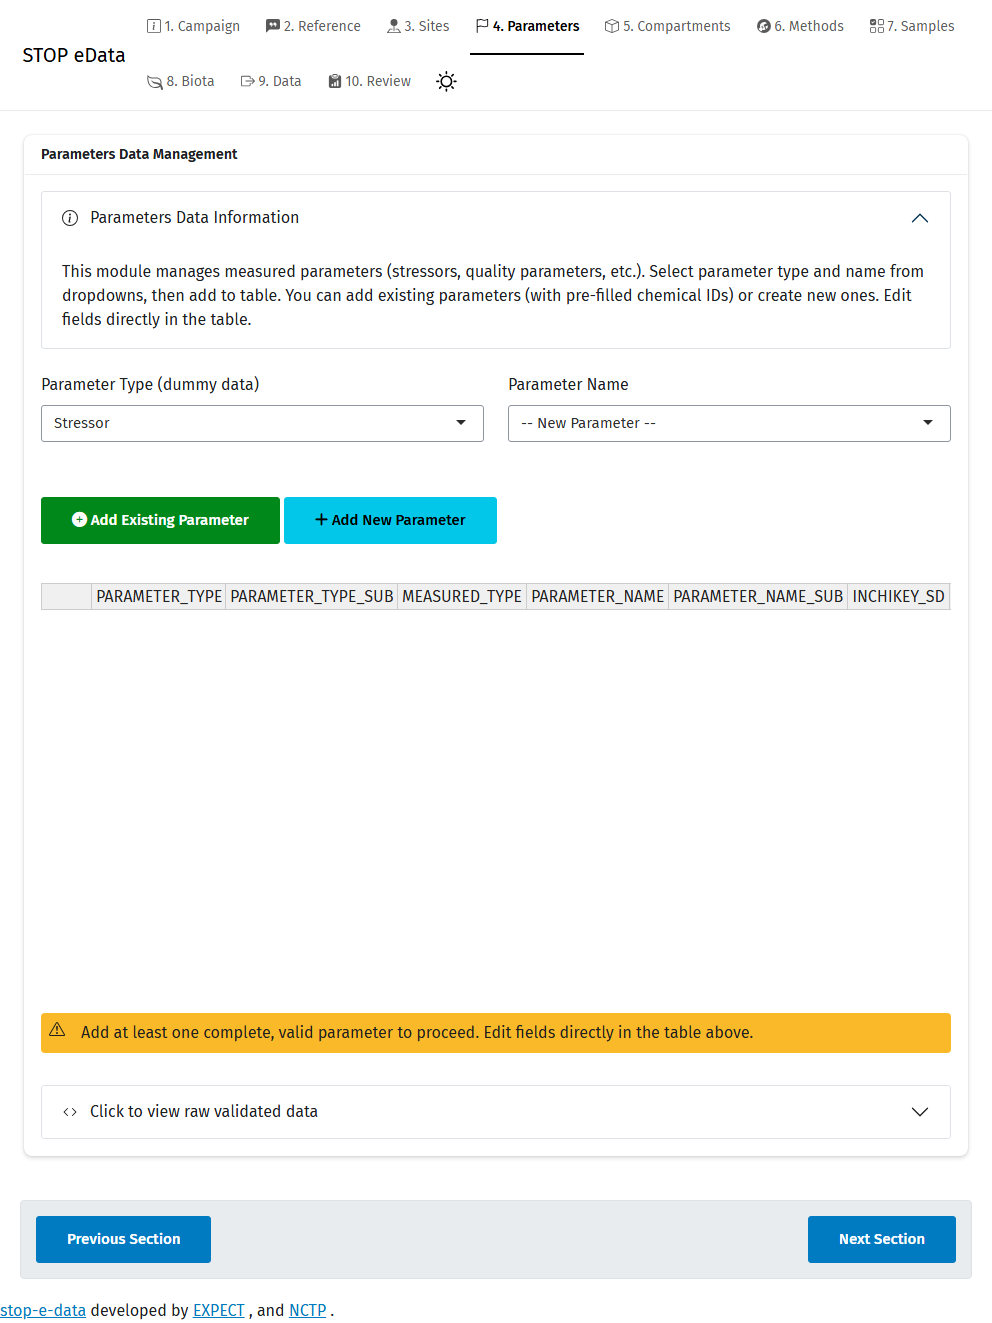 STOP eData
1. Campaign
2. Reference
3. Sites
4. Parameters
5. Compartments
6. Methods
7. Samples
8. Biota
9. Data
10. Review
Parameters Data Management
Parameters Data Information
This module manages measured parameters (stressors, quality parameters, etc.). Select parameter type and name from
dropdowns, then add to table. You can add existing parameters (with pre-filled chemical IDs) or create new ones. Edit
fields directly in the table.
Parameter Type (dummy data)
Parameter Name
Stressor
-- New Parameter --
Add Existing Parameter
Add New Parameter
PARAMETER_TYPE PARAMETER_TYPE_SUB MEASURED_TYPE PARAMETER_NAME PARAMETER_NAME_SUB INCHIKEY_SD
Add at least one complete, valid parameter to proceed. Edit fields directly in the table above.
Click to view raw validated data
Previous Section
Next Section
stop-e-data developed by EXPECT , and NCTP .